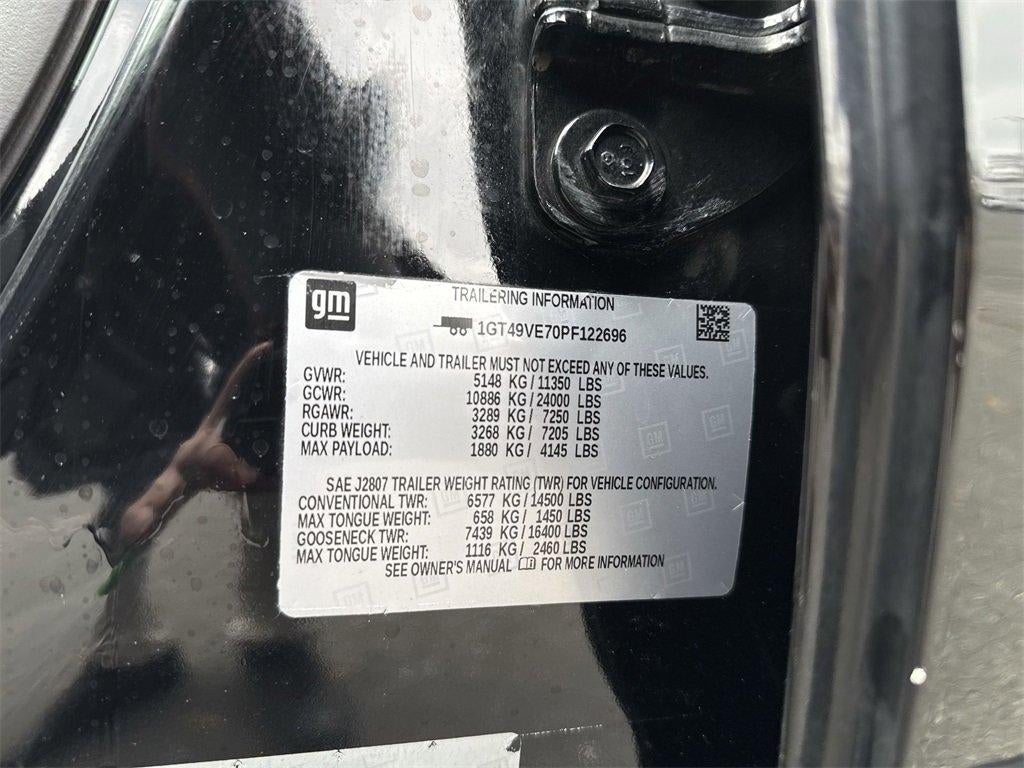 gm
TRAILERING INFORMATION
1GT49VE70PF122696
VEHICLE AND TRAILER MUST NOT EXCEED ANY OF THESE VALUES.
GVWR: 5148 KG / 11350 LBS
GCWR: 10886 KG / 24000 LBS
RGAWR: 3289 KG / 7250 LBS
CURB WEIGHT: 3268 KG / 7205 LBS
MAX PAYLOAD: 1880 KG / 4145 LBS
SAE J2807 TRAILER WEIGHT RATING (TWR) FOR VEHICLE CONFIGURATION.
CONVENTIONAL TWR: 6577 KG / 14500 LBS
MAX TONGUE WEIGHT: 658 KG / 1450 LBS
GOOSENECK TWR: 7439 KG / 16400 LBS
MAX TONGUE WEIGHT: 1116 KG / 2460 LBS
SEE OWNER'S MANUAL FOR MORE INFORMATION